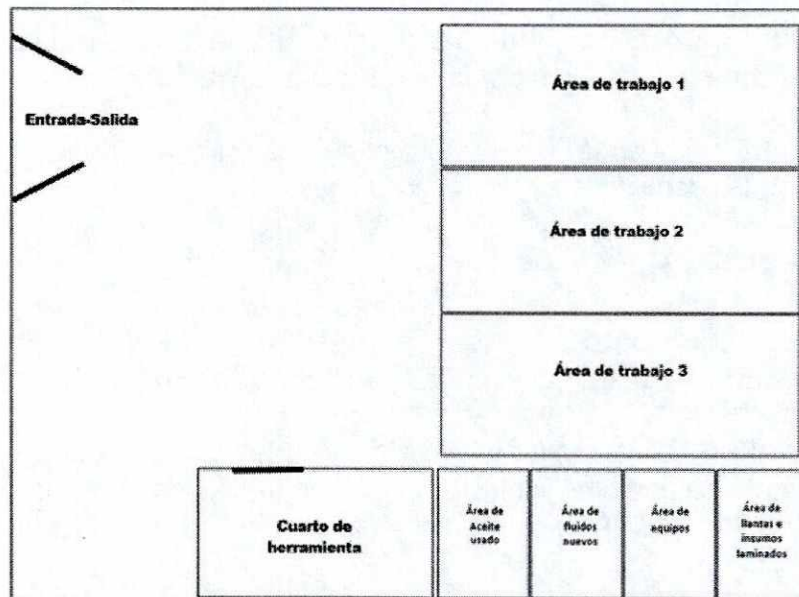 Área de trabajo 1
Entrada-Salida
Área de trabajo 2
Área de trabajo 3
Cuarto de
herramienta
Área de
Aceite
usado
Área de
fluidos
nuevos
Área de
equipos
Área de
llantas e
insumos
laminados